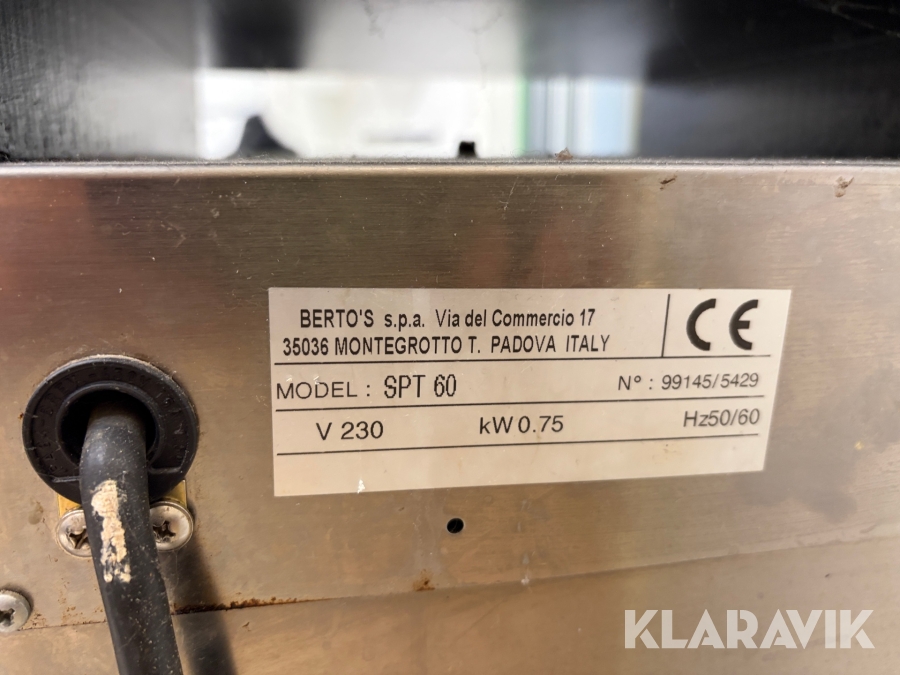 BERTO'S s.p.a. Via del Commercio 17
35036 MONTEGROTTO T. PADOVA ITALY
CE
MODEL : SPT 60 N° : 99145/5429
V 230 kW 0.75 Hz50/60
KLARAVIK